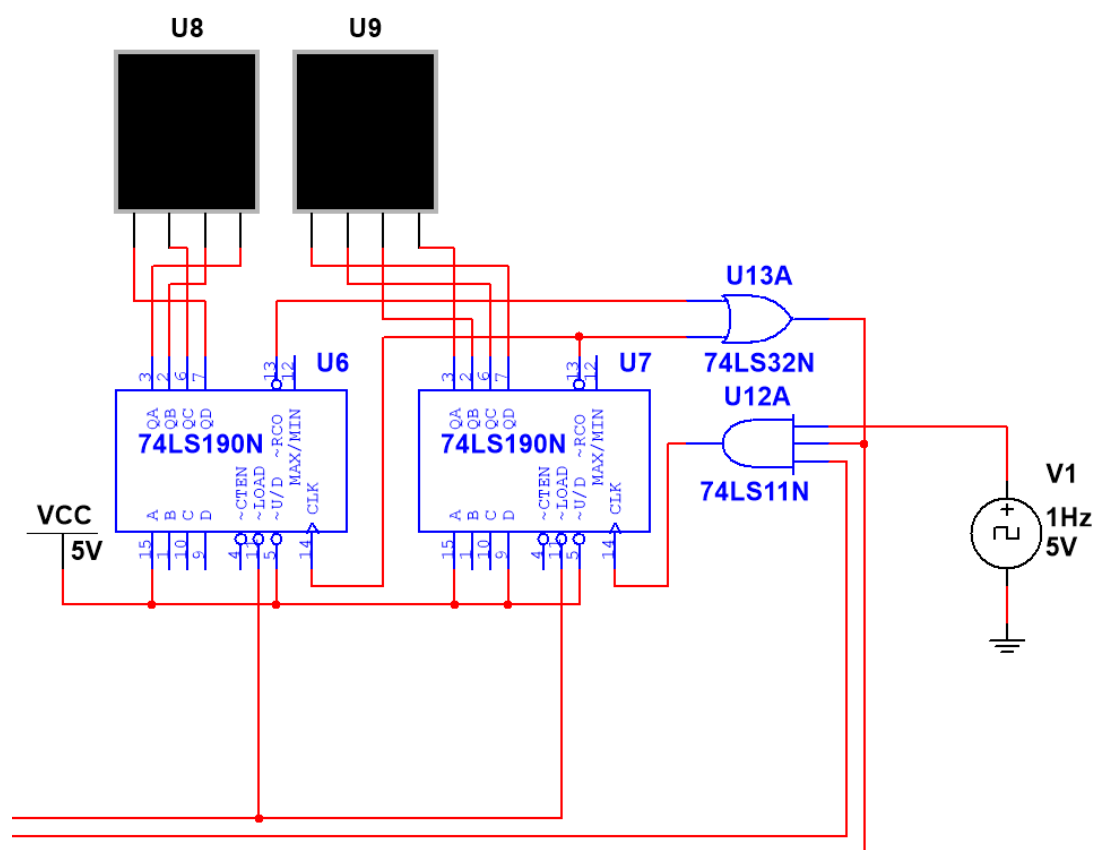 U8
U9
U13A
74LS32N
U12A
74LS11N
V1
1Hz
5V
VCC
5V
U6
3
2
6
7
13
12
QA
QB
QC
QD
~RCO
MAX/MIN
74LS190N
A
B
C
D
~CTEN
~LOAD
~U/D
CLK
15
1
10
9
4
11
5
14
U7
3
2
6
7
13
12
QA
QB
QC
QD
~RCO
MAX/MIN
74LS190N
A
B
C
D
~CTEN
~LOAD
~U/D
CLK
15
1
10
9
4
11
5
14